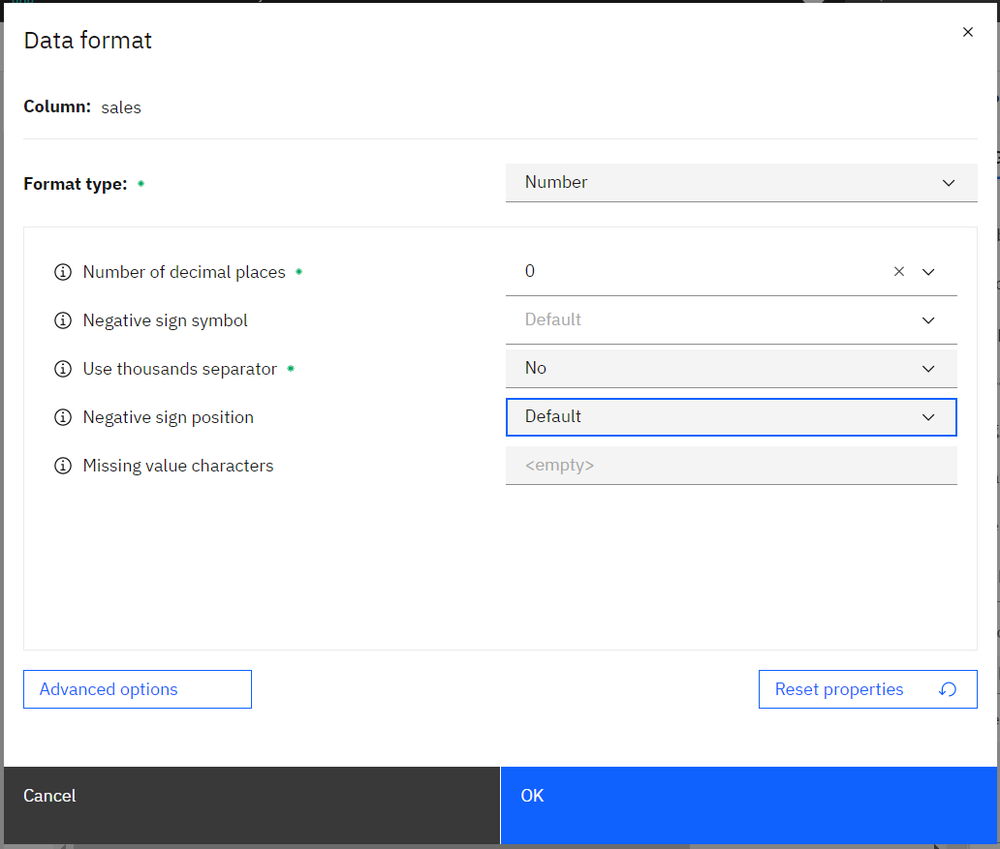 Data format
Column: sales
Format type: Number
Number of decimal places 0
Negative sign symbol Default
Use thousands separator No
Negative sign position Default
Missing value characters <empty>
Advanced options Reset properties
Cancel OK